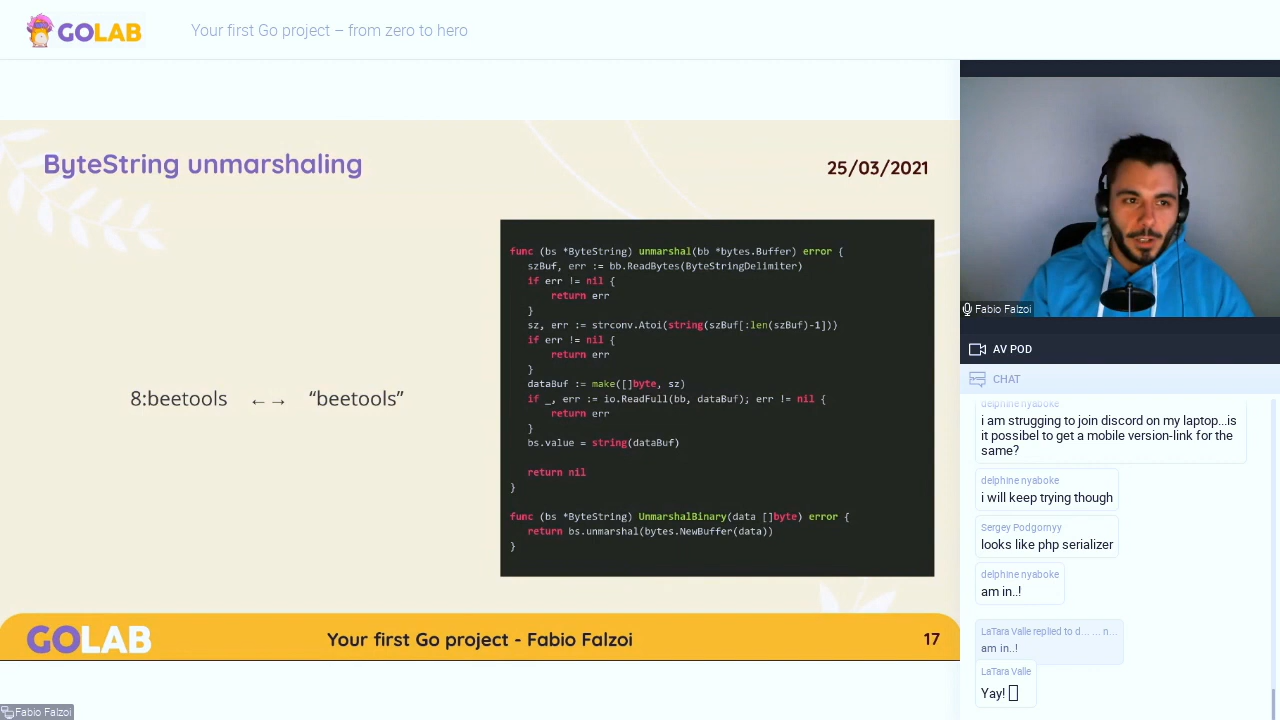 GOLAB
Your first Go project – from zero to hero
ByteString unmarshaling
25/03/2021
8:beetools ←→ “beetools”
func (bs *ByteString) unmarshal(bb *bytes.Buffer) error {
szBuf, err := bb.ReadBytes(ByteStringDelimiter)
if err != nil {
return err
}
sz, err := strconv.Atoi(string(szBuf[:len(szBuf)-1]))
if err != nil {
return err
}
dataBuf := make([]byte, sz)
if _, err := io.ReadFull(bb, dataBuf); err != nil {
return err
}
bs.value = string(dataBuf)
return nil
}
func (bs *ByteString) UnmarshalBinary(data []byte) error {
return bs.unmarshal(bytes.NewBuffer(data))
}
GOLAB
Your first Go project - Fabio Falzoi
17
Fabio Falzoi
Fabio Falzoi
AV POD
CHAT
delphine nyaboke
i am strugging to join discord on my laptop...is
it possibel to get a mobile version-link for the
same?
delphine nyaboke
i will keep trying though
Sergey Podgornyy
looks like php serializer
delphine nyaboke
am in..!
LaTara Valle replied to d... ... n...
am in..!
LaTara Valle
Yay!